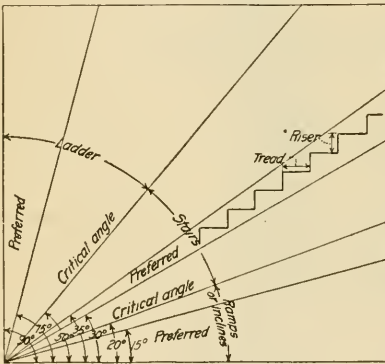 Riser
Tread
Ladder
Stairs
Preferred
Critical angle
Preferred
Critical angle
Ramps
or inclines
Preferred
90°
75°
50°
35°
30°
20°
15°